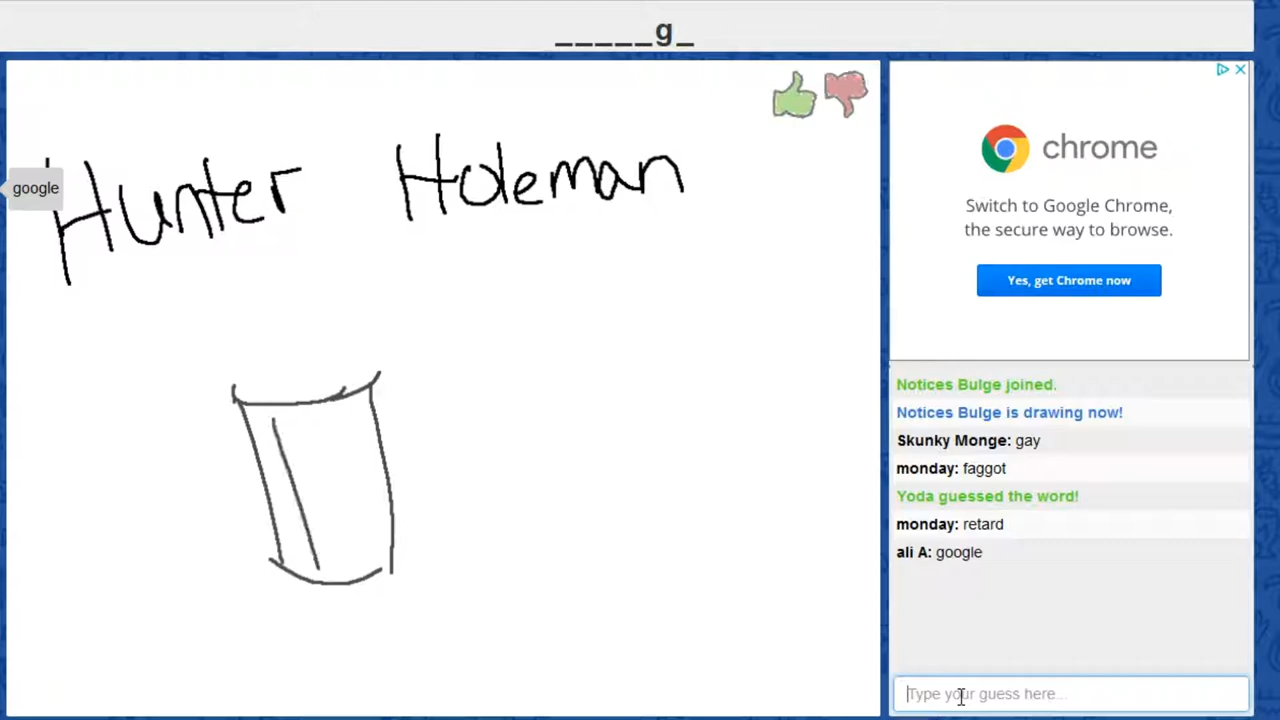 _____g_
google
Hunter Holeman
chrome
Switch to Google Chrome,
the secure way to browse.
Yes, get Chrome now
Notices Bulge joined.
Notices Bulge is drawing now!
Skunky Monge: gay
monday: faggot
Yoda guessed the word!
monday: retard
ali A: google
Type your guess here...